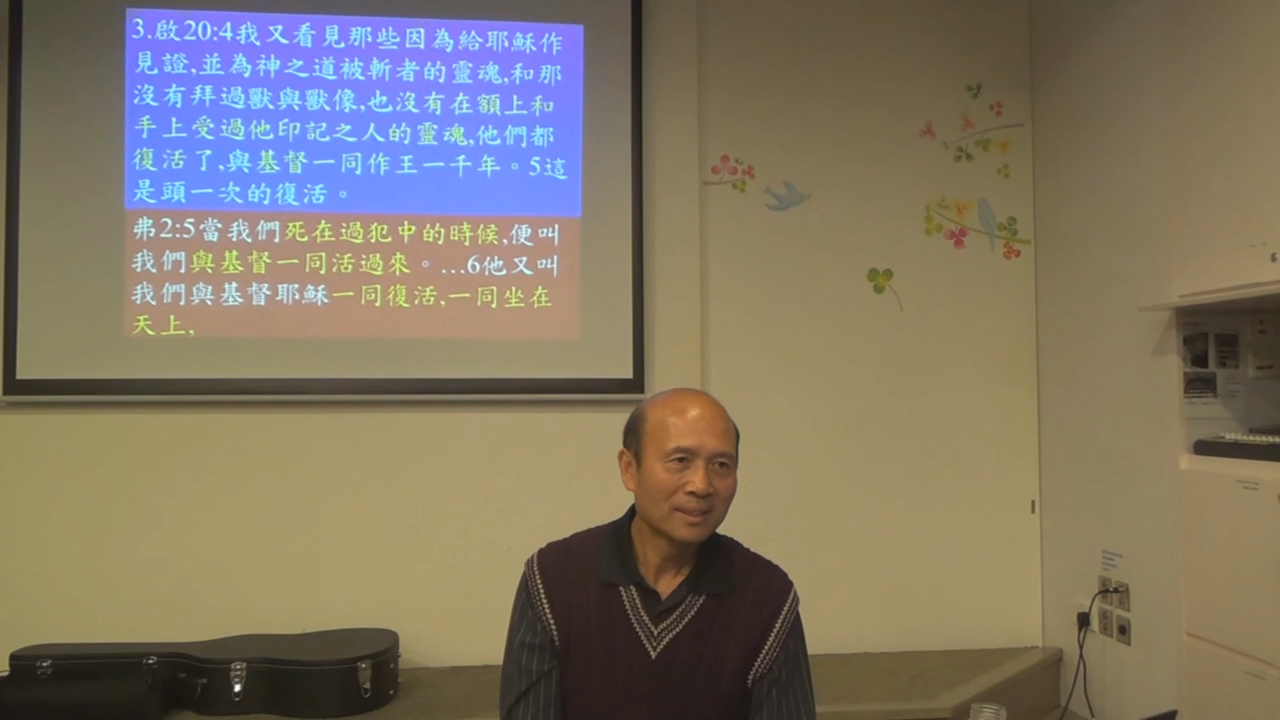 3.啟20:4我又看見那些因為給耶穌作
見證,並為神之道被斬者的靈魂,和那
沒有拜過獸與獸像,也沒有在額上和
手上受過他印記之人的靈魂,他們都
復活了,與基督一同作王一千年。5這
是頭一次的復活。
弗2:5當我們死在過犯中的時候,便叫
我們與基督一同活過來。…6他又叫
我們與基督耶穌一同復活,一同坐在
天上,